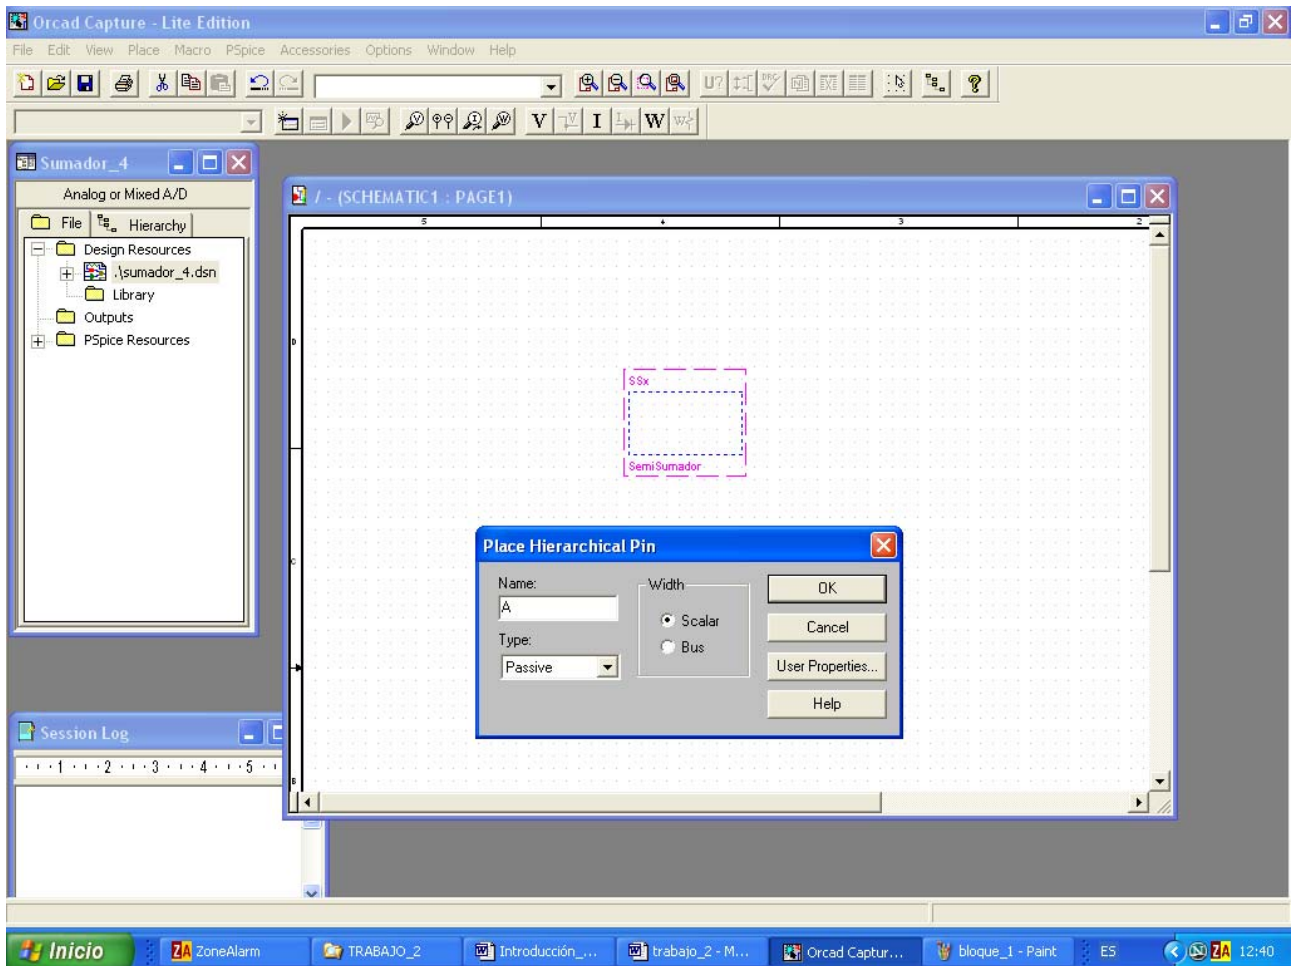 Orcad Capture - Lite Edition
File Edit View Place Macro PSpice Accessories Options Window Help
U?
V I W
Sumador_4
Analog or Mixed A/D
File Hierarchy
Design Resources
.\sumador_4.dsn
Library
Outputs
PSpice Resources
/ - (SCHEMATIC1 : PAGE1)
5 4 3 2
D
SSx
SemiSumador
C
Place Hierarchical Pin
Name:
A
Type:
Passive
Width
Scalar
Bus
OK
Cancel
User Properties...
Help
B
Session Log
1 2 3 4 5
Inicio
ZA ZoneAlarm
TRABAJO_2
Introducción_...
trabajo_2 - M...
Orcad Captur...
bloque_1 - Paint
ES
ZA 12:40